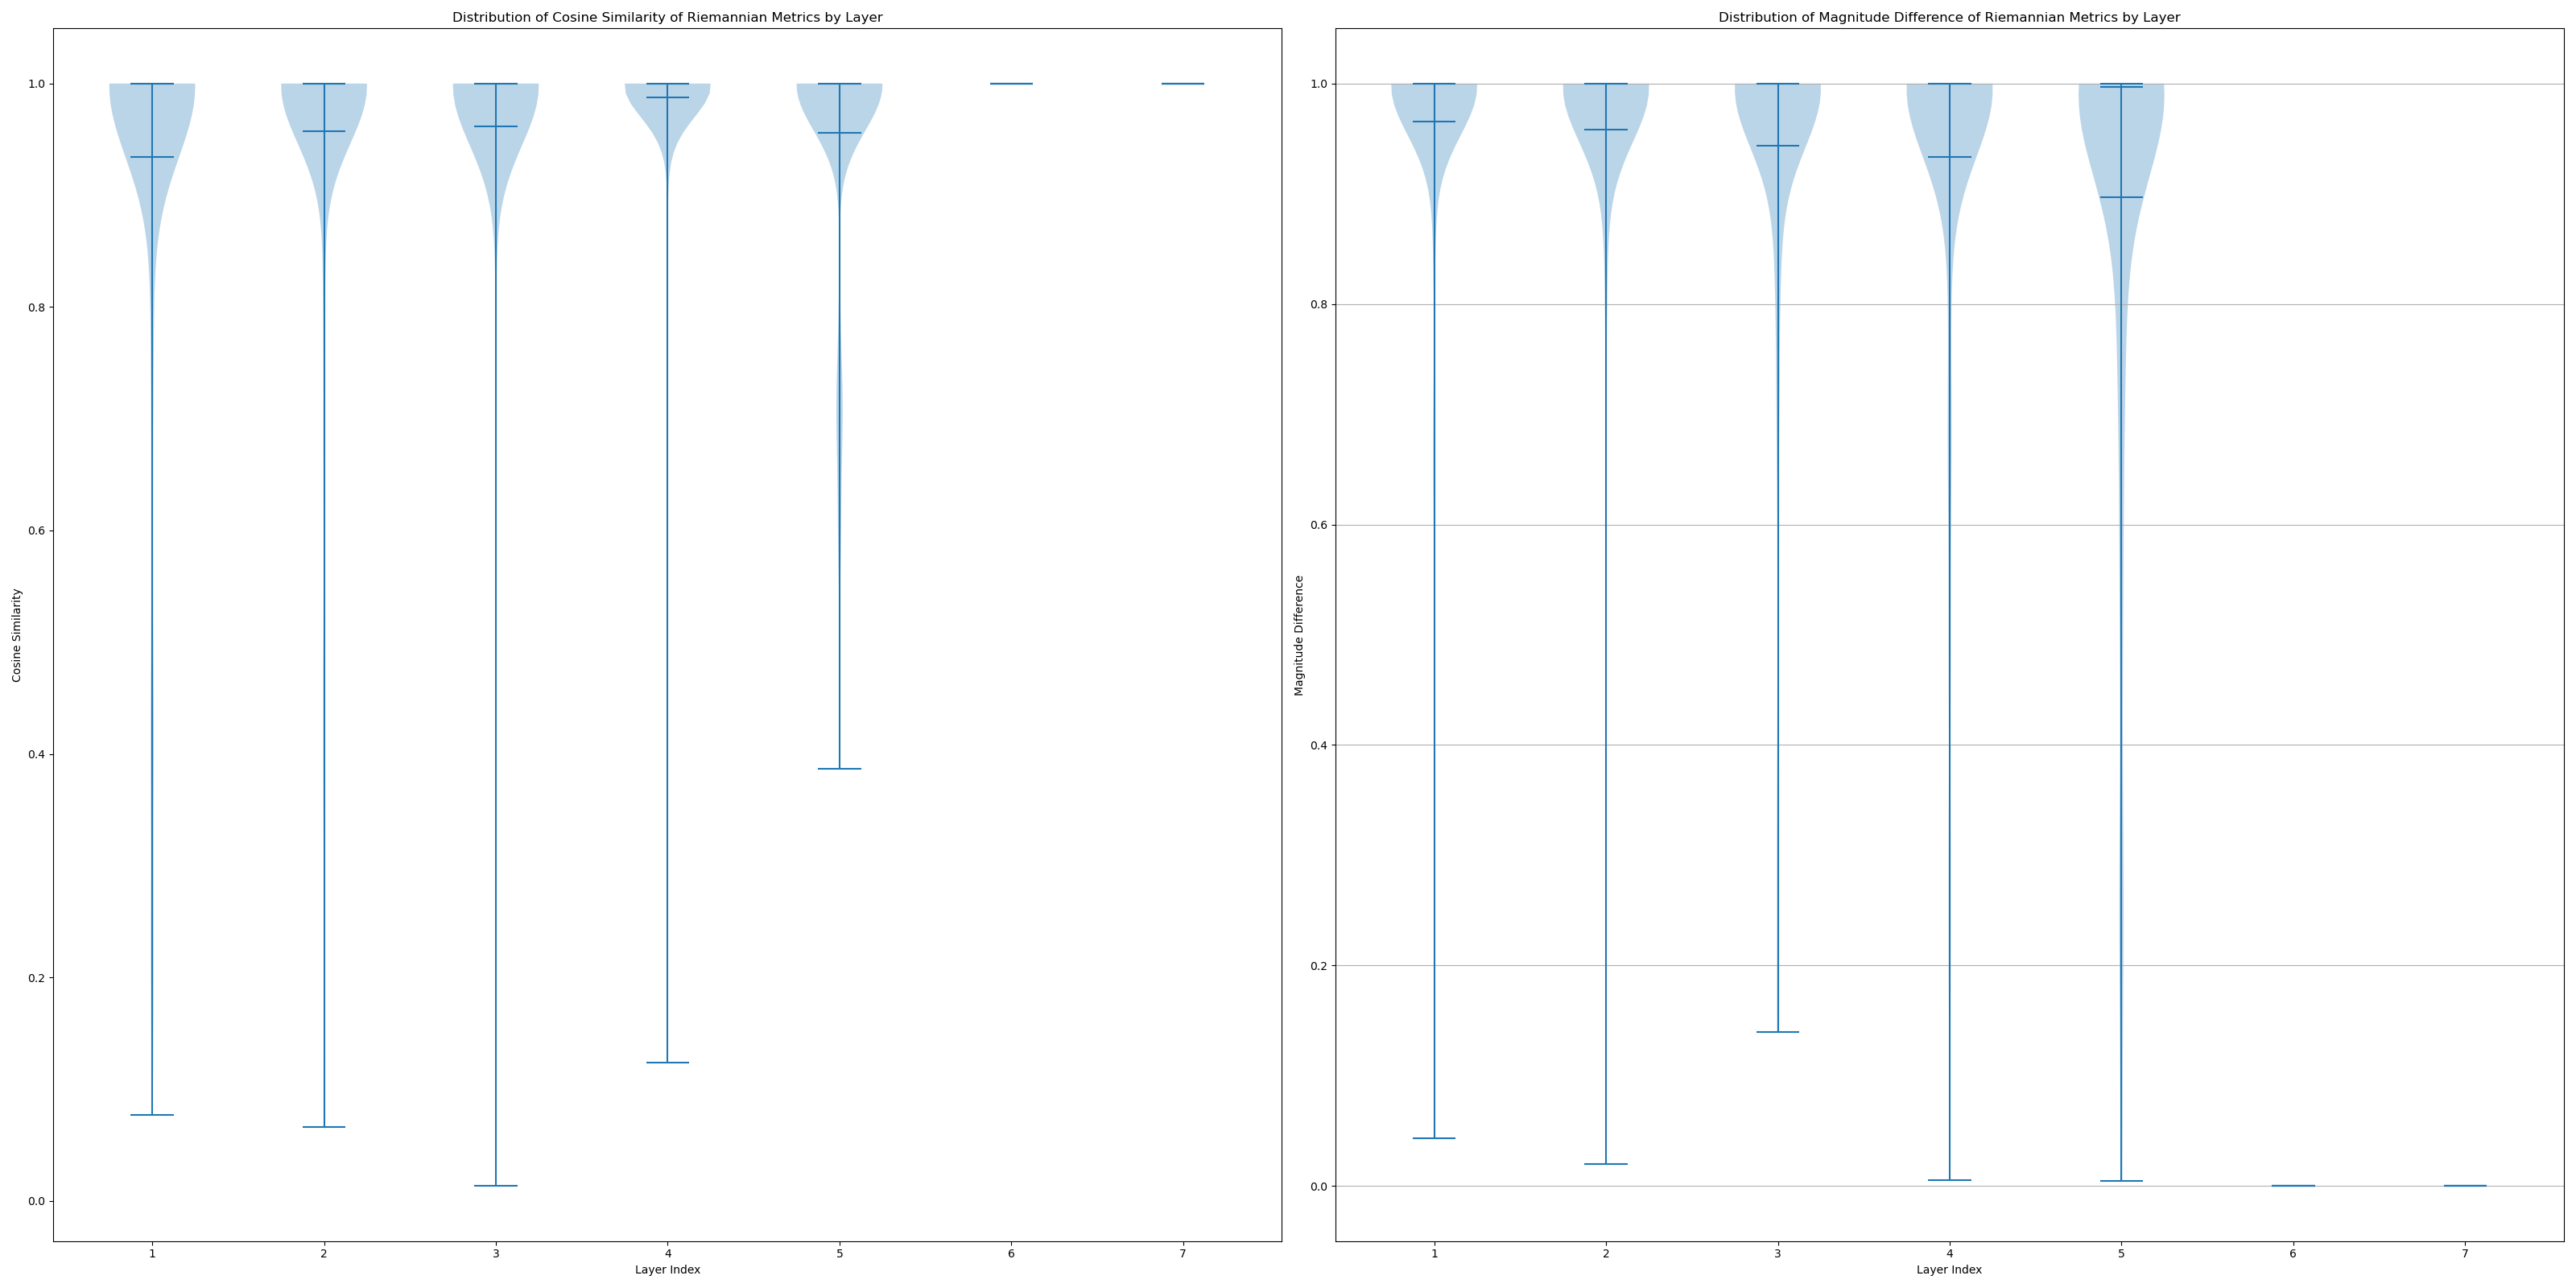 Distribution of Cosine Similarity of Riemannian Metrics by Layer
1.0
0.8
0.6
0.4
0.2
0.0
Cosine Similarity
1 2 3 4 5 6 7
Layer Index
Distribution of Magnitude Difference of Riemannian Metrics by Layer
1.0
0.8
0.6
0.4
0.2
0.0
Magnitude Difference
1 2 3 4 5 6 7
Layer Index